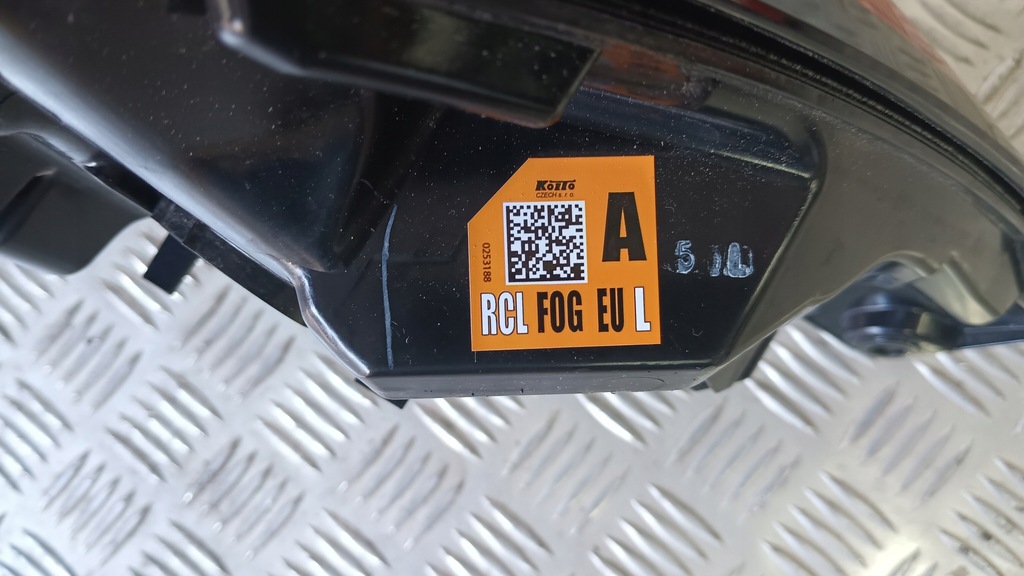 KOITO
CZECH s. r. o.
A
0253188
RCL FOG EU L